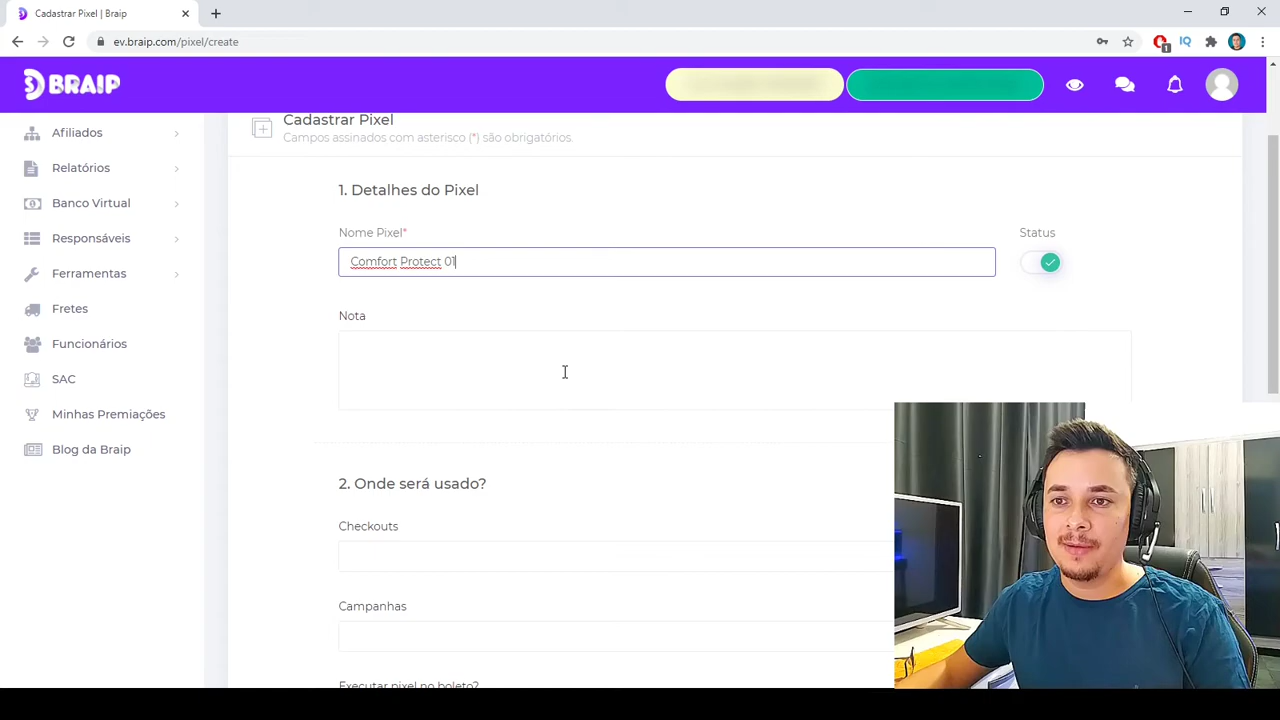 Cadastrar Pixel | Braip
ev.braip.com/pixel/create
1
IQ
BRAIP
Cadastrar Pixel
Campos assinados com asterisco (*) são obrigatórios.
Afiliados
Relatórios
Banco Virtual
Responsáveis
Ferramentas
Fretes
Funcionários
SAC
Minhas Premiações
Blog da Braip
1. Detalhes do Pixel
Nome Pixel*
Status
Comfort Protect 01
Nota
2. Onde será usado?
Checkouts
Campanhas
Executar pixel no boleto?